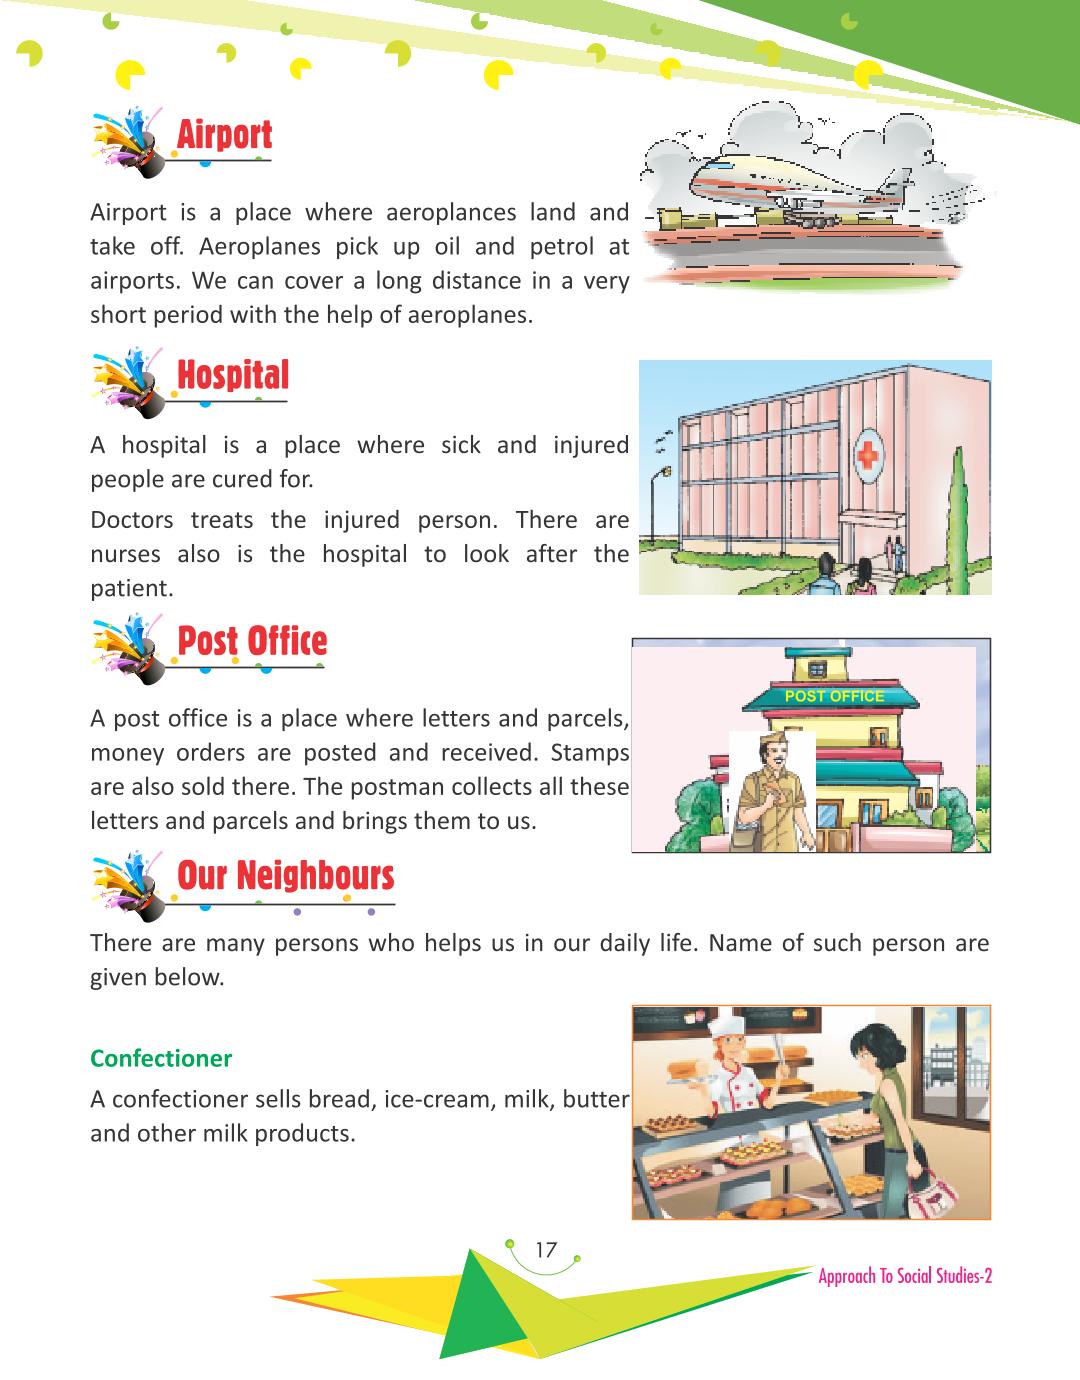 Airport
Airport is a place where aeroplances land and
take off. Aeroplanes pick up oil and petrol at
airports. We can cover a long distance in a very
short period with the help of aeroplanes.
Hospital
A hospital is a place where sick and injured
people are cured for.
Doctors treats the injured person. There are
nurses also is the hospital to look after the
patient.
Post Office
POST OFFICE
A post office is a place where letters and parcels,
money orders are posted and received. Stamps
are also sold there. The postman collects all these
letters and parcels and brings them to us.
Our Neighbours
There are many persons who helps us in our daily life. Name of such person are
given below.
Confectioner
A confectioner sells bread, ice-cream, milk, butter
and other milk products.
17
Approach To Social Studies-2